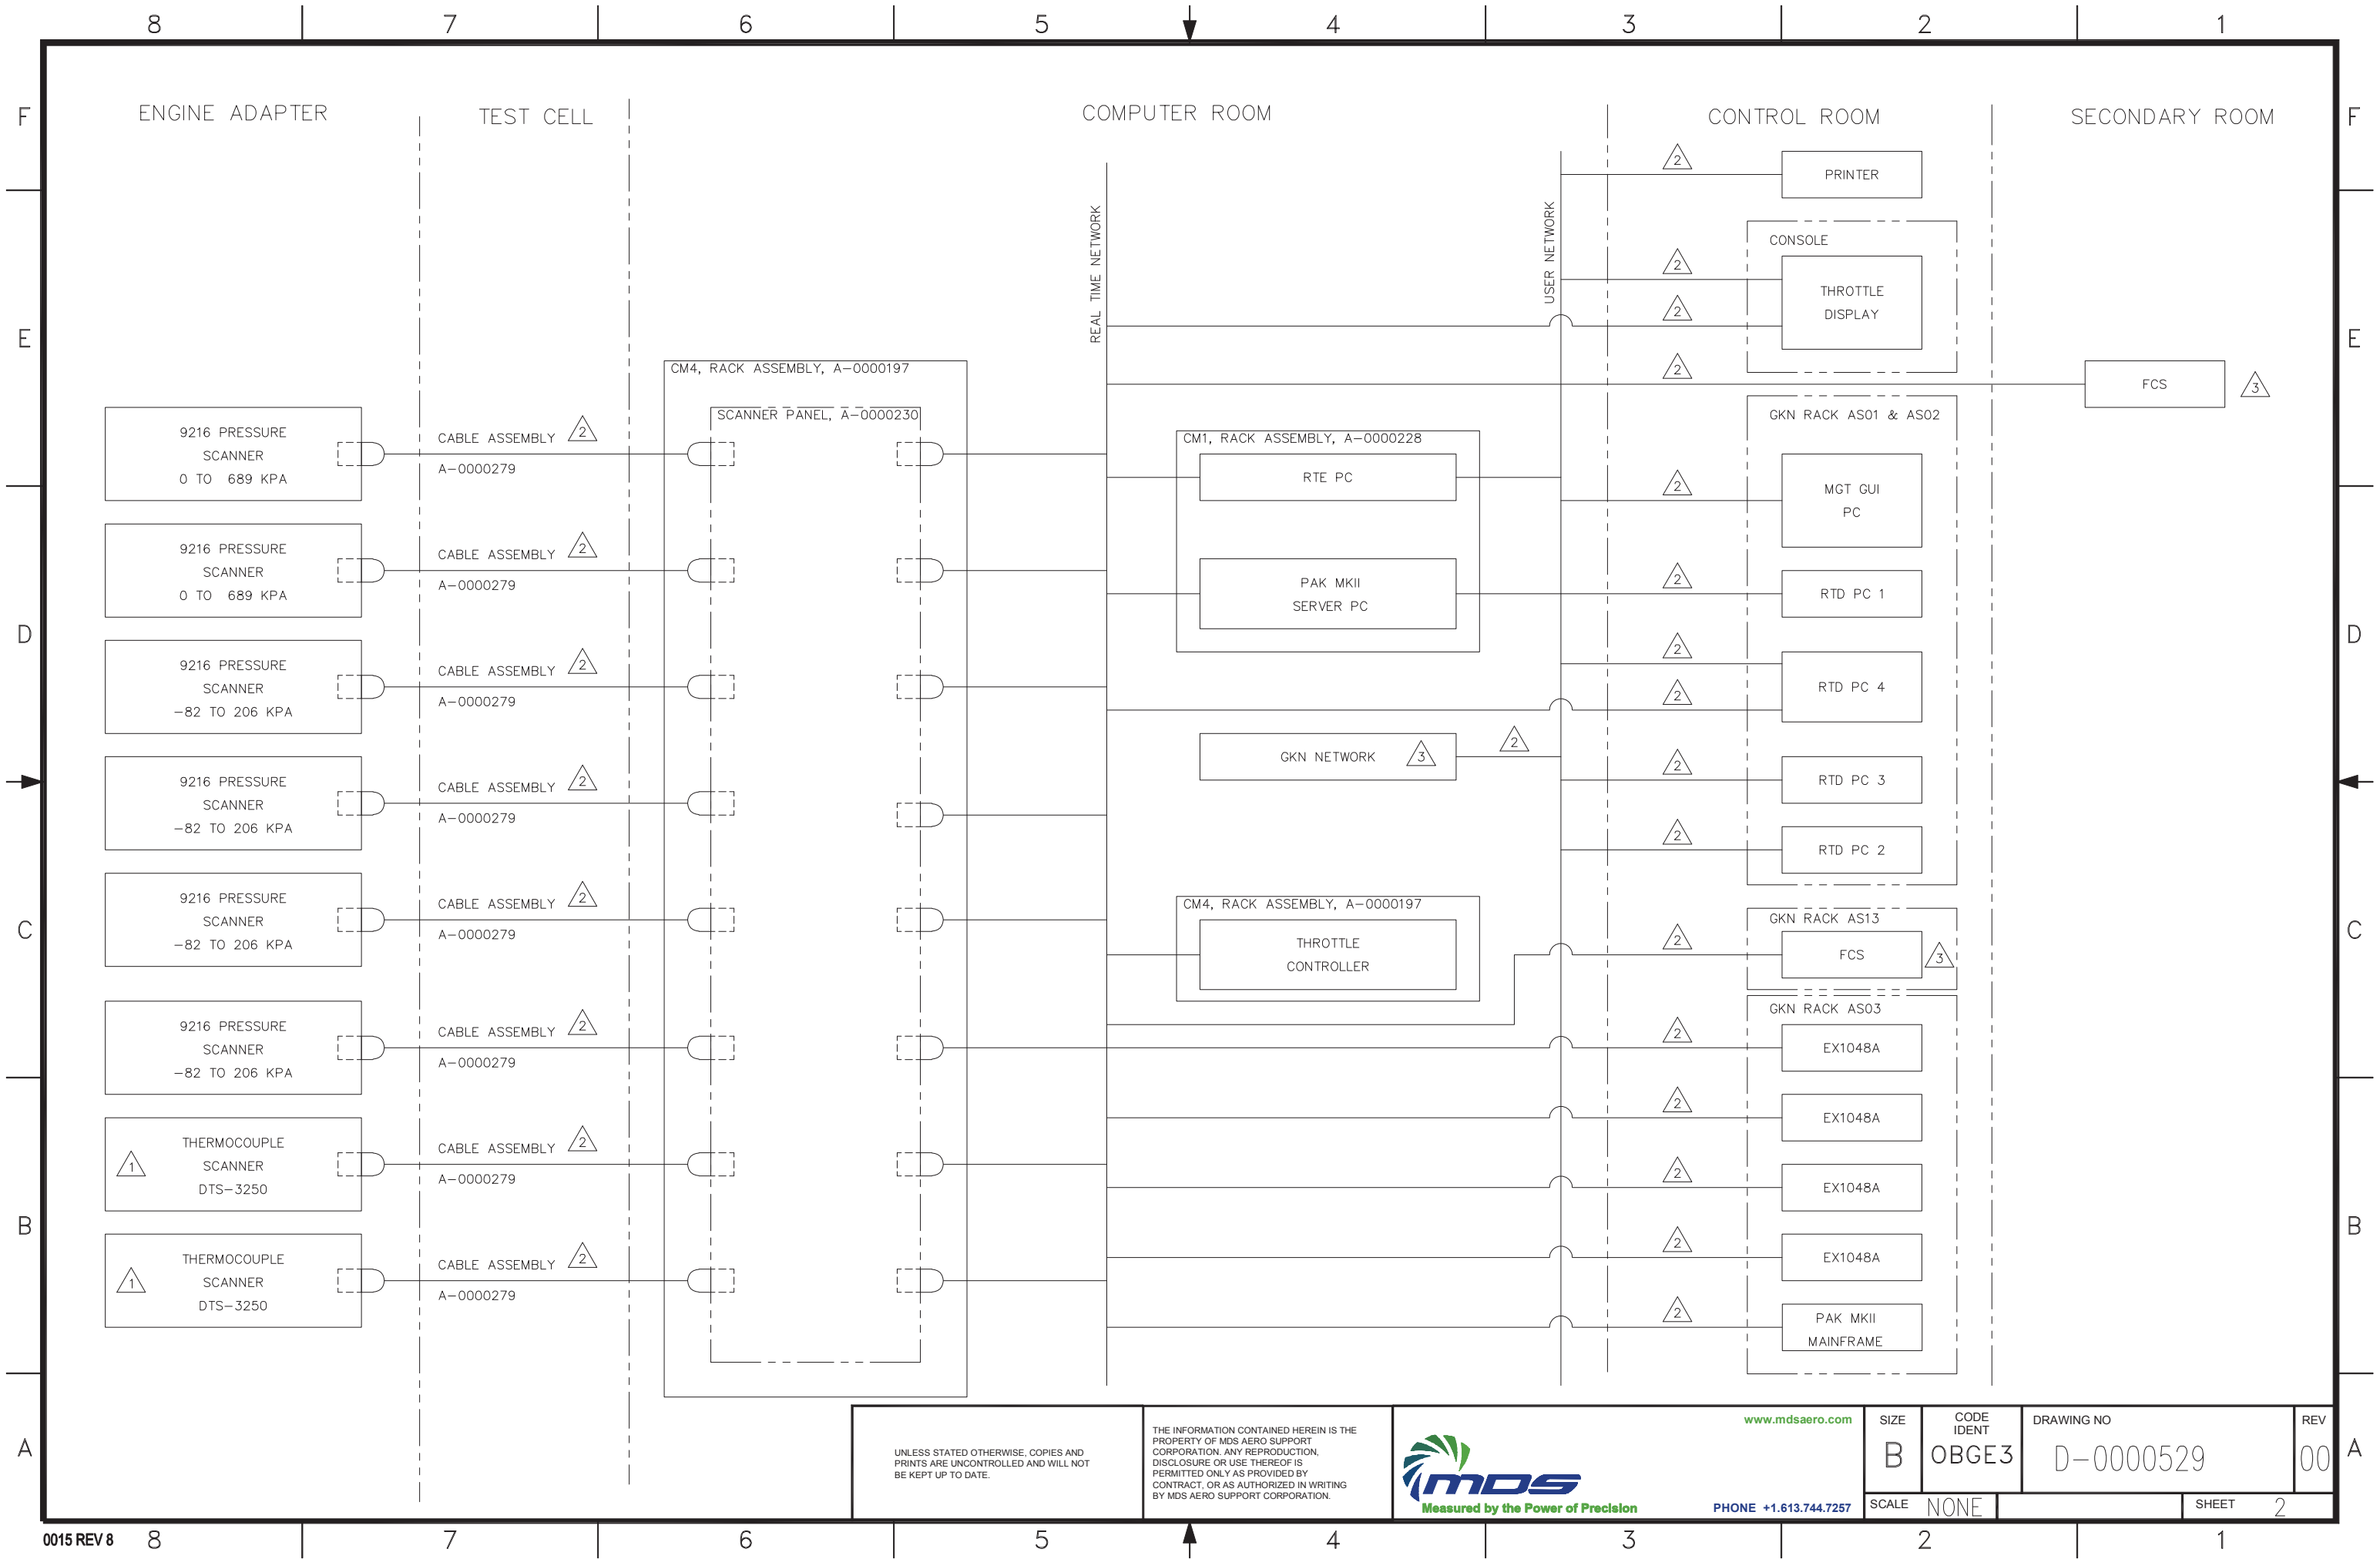 8 7 6 5 4 3 2 1
F F
E E
D D
C C
B B
A A
ENGINE ADAPTER
TEST CELL
COMPUTER ROOM
CONTROL ROOM
SECONDARY ROOM
9216 PRESSURE
SCANNER
0 TO 689 KPA
9216 PRESSURE
SCANNER
0 TO 689 KPA
9216 PRESSURE
SCANNER
-82 TO 206 KPA
9216 PRESSURE
SCANNER
-82 TO 206 KPA
9216 PRESSURE
SCANNER
-82 TO 206 KPA
9216 PRESSURE
SCANNER
-82 TO 206 KPA
THERMOCOUPLE
SCANNER
DTS-3250
1
THERMOCOUPLE
SCANNER
DTS-3250
1
CABLE ASSEMBLY 2
A-0000279
CABLE ASSEMBLY 2
A-0000279
CABLE ASSEMBLY 2
A-0000279
CABLE ASSEMBLY 2
A-0000279
CABLE ASSEMBLY 2
A-0000279
CABLE ASSEMBLY 2
A-0000279
CABLE ASSEMBLY 2
A-0000279
CABLE ASSEMBLY 2
A-0000279
CM4, RACK ASSEMBLY, A-0000197
SCANNER PANEL, A-0000230
REAL TIME NETWORK
USER NETWORK
CM1, RACK ASSEMBLY, A-0000228
RTE PC
PAK MKII
SERVER PC
GKN NETWORK 3
2
CM4, RACK ASSEMBLY, A-0000197
THROTTLE
CONTROLLER
2
PRINTER
CONSOLE
2
2
THROTTLE
DISPLAY
2
FCS 3
GKN RACK AS01 & AS02
2
MGT GUI
PC
2
RTD PC 1
2
2
RTD PC 4
2
RTD PC 3
2
RTD PC 2
GKN RACK AS13
2
FCS 3
GKN RACK AS03
2
EX1048A
2
EX1048A
2
EX1048A
2
EX1048A
2
PAK MKII
MAINFRAME
UNLESS STATED OTHERWISE, COPIES AND
PRINTS ARE UNCONTROLLED AND WILL NOT
BE KEPT UP TO DATE.
THE INFORMATION CONTAINED HEREIN IS THE
PROPERTY OF MDS AERO SUPPORT
CORPORATION. ANY REPRODUCTION,
DISCLOSURE OR USE THEREOF IS
PERMITTED ONLY AS PROVIDED BY
CONTRACT, OR AS AUTHORIZED IN WRITING
BY MDS AERO SUPPORT CORPORATION.
www.mdsaero.com
MDS
Measured by the Power of Precision
PHONE +1.613.744.7257
SIZE
B
CODE
IDENT
OBGE3
DRAWING NO
D-0000529
REV
00
SCALE NONE
SHEET 2
0015 REV 8
8 7 6 5 4 3 2 1